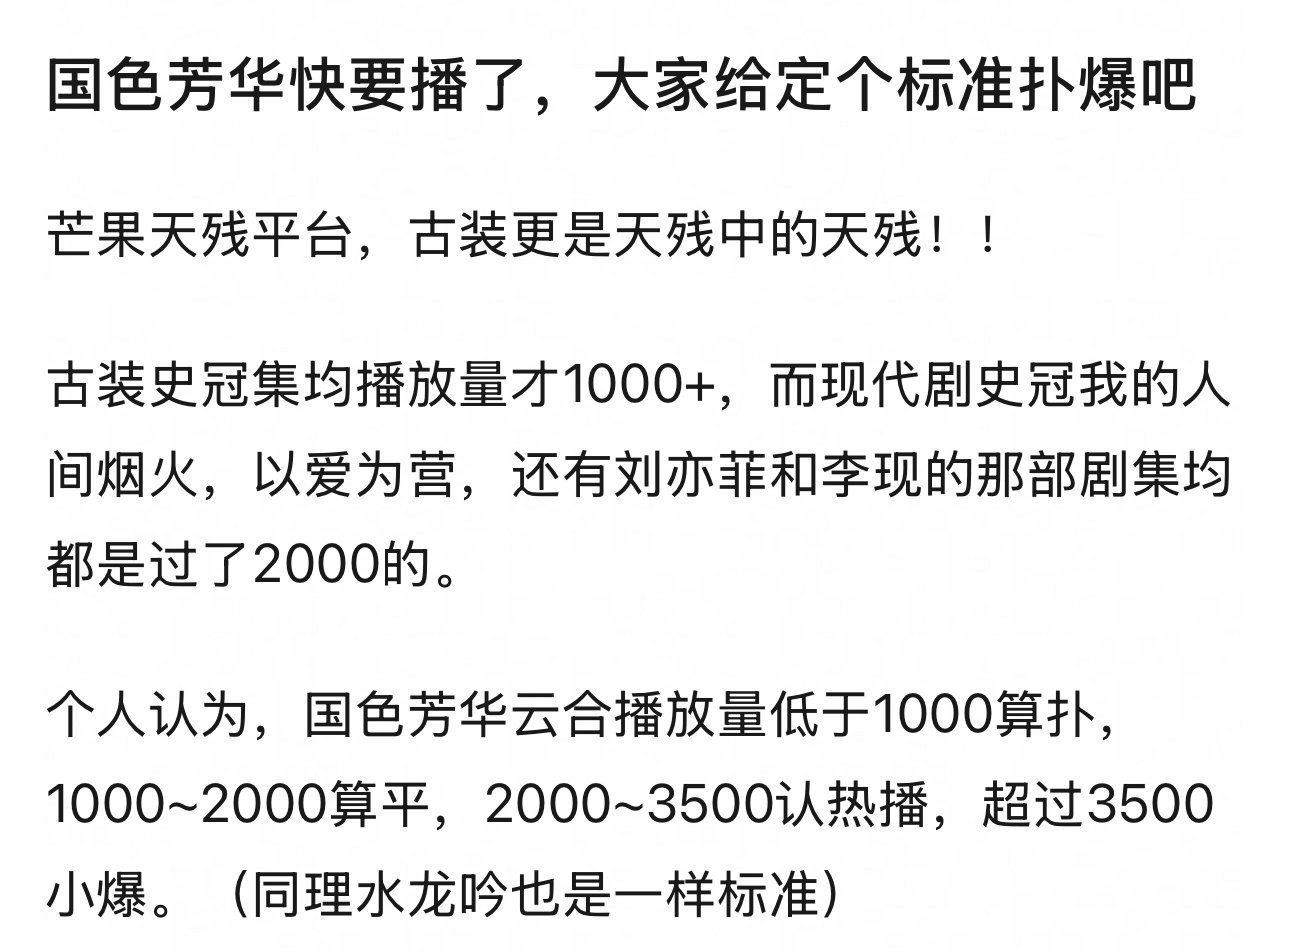 国色芳华快要播了，大家给定个标准扑爆吧
芒果天残平台，古装更是天残中的天残！！
古装史冠集均播放量才1000+，而现代剧史冠我的人
间烟火，以爱为营，还有刘亦菲和李现的那部剧集均
都是过了2000的。
个人认为，国色芳华云合播放量低于1000算扑，
1000~2000算平，2000~3500认热播，超过3500
小爆。（同理水龙吟也是一样标准）